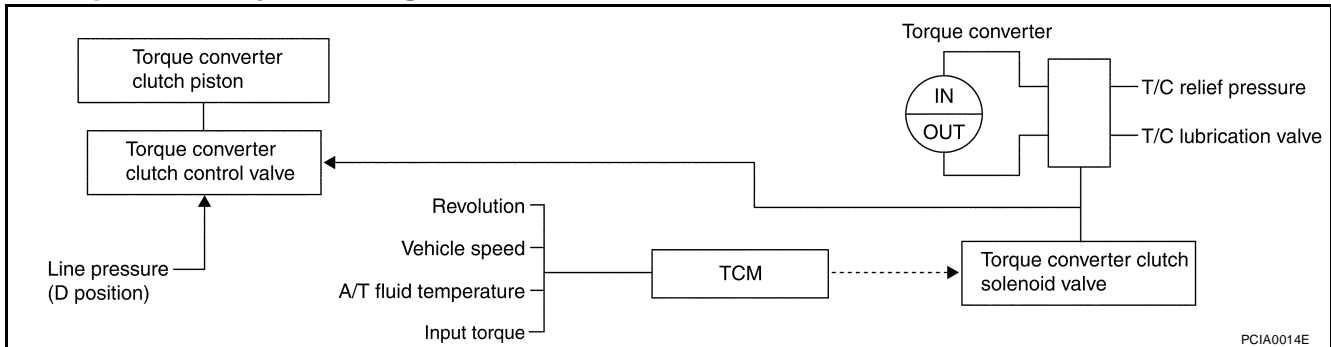 Torque converter
clutch piston
Torque converter
clutch control valve
Line pressure
(D position)
Revolution
Vehicle speed
A/T fluid temperature
Input torque
TCM
Torque converter
IN
OUT
T/C relief pressure
T/C lubrication valve
Torque converter clutch
solenoid valve
PCIA0014E